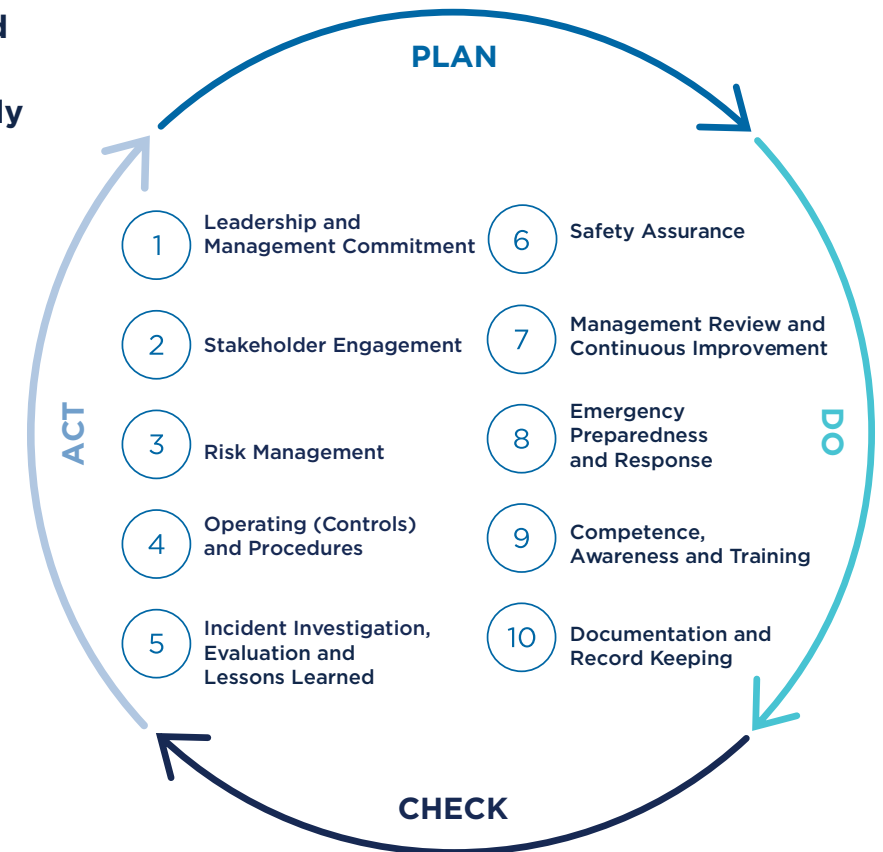 PLAN
1
Leadership and
Management Commitment
2
Stakeholder Engagement
3
Risk Management
4
Operating (Controls)
and Procedures
5
Incident Investigation,
Evaluation and
Lessons Learned
6
Safety Assurance
7
Management Review and
Continuous Improvement
8
Emergency
Preparedness
and Response
9
Competence,
Awareness and Training
10
Documentation and
Record Keeping
DO
CHECK
ACT